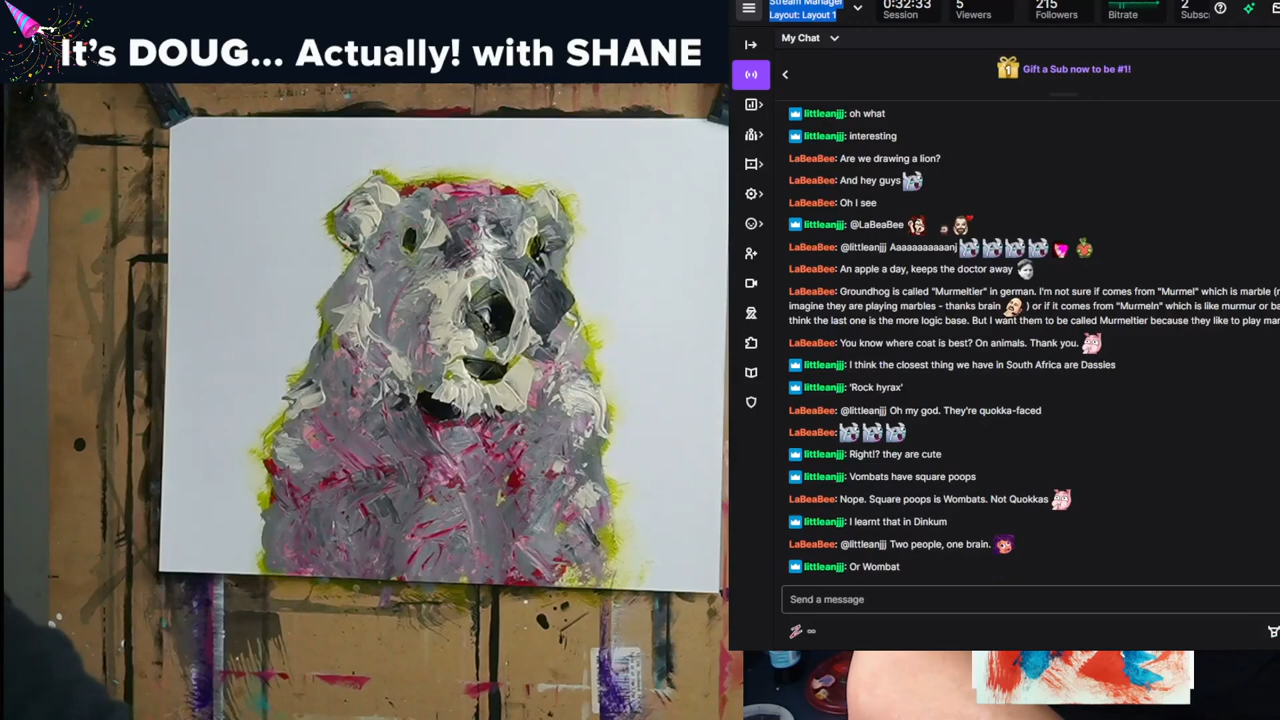 It's DOUG... Actually! with SHANE
Stream Manager
Layout: Layout 1
0:32:33
Session
5
Viewers
215
Followers
Bitrate
2
Subsc
My Chat
Gift a Sub now to be #1!
littleanjjj: oh what
littleanjjj: interesting
LaBeaBee: Are we drawing a lion?
LaBeaBee: And hey guys
LaBeaBee: Oh I see
littleanjjj: @LaBeaBee
LaBeaBee: @littleanjjj Aaaaaaaaaaanj
LaBeaBee: An apple a day, keeps the doctor away
LaBeaBee: Groundhog is called "Murmeltier" in german. I'm not sure if comes from "Murmel" which is marble (n
imagine they are playing marbles - thanks brain ) or if it comes from "Murmeln" which is like murmur or ba
think the last one is the more logic base. But I want them to be called Murmeltier because they like to play mar
LaBeaBee: You know where coat is best? On animals. Thank you.
littleanjjj: I think the closest thing we have in South Africa are Dassies
littleanjjj: 'Rock hyrax'
LaBeaBee: @littleanjjj Oh my god. They're quokka-faced
LaBeaBee:
littleanjjj: Right!? they are cute
littleanjjj: Vombats have square poops
LaBeaBee: Nope. Square poops is Wombats. Not Quokkas
littleanjjj: I learnt that in Dinkum
LaBeaBee: @littleanjjj Two people, one brain.
littleanjjj: Or Wombat
Send a message